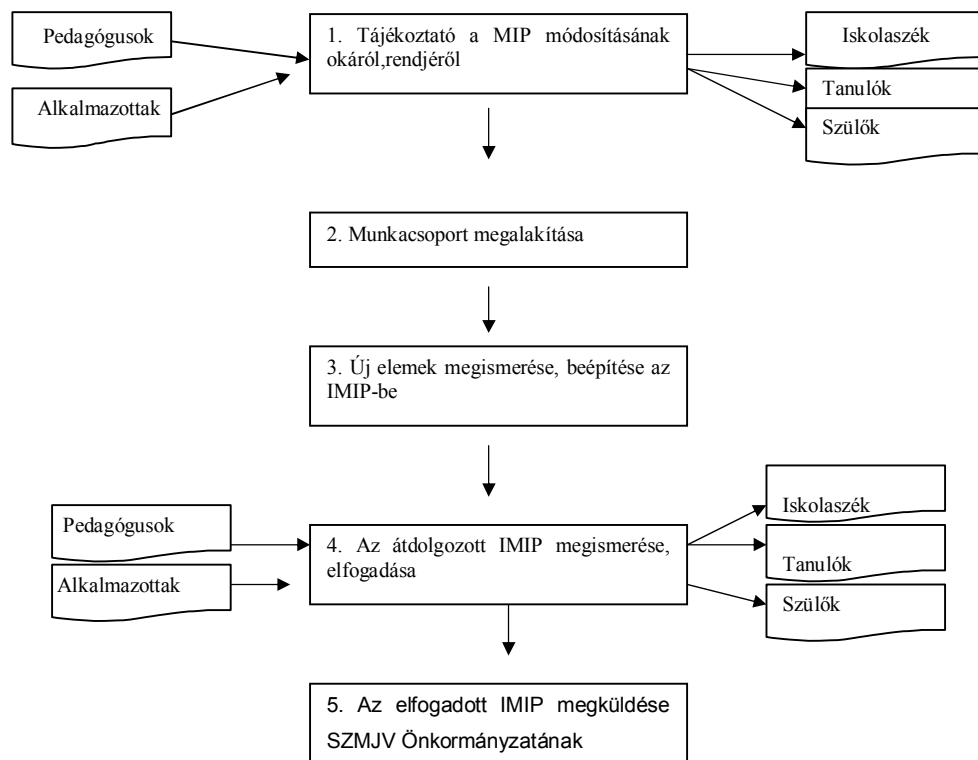 Pedagógusok
Alkalmazottak
1. Tájékoztató a MIP módosításának
okáról,rendjéről
Iskolaszék
Tanulók
Szülők
2. Munkacsoport megalakítása
3. Új elemek megismerése, beépítése az
IMIP-be
Pedagógusok
Alkalmazottak
4. Az átdolgozott IMIP megismerése,
elfogadása
Iskolaszék
Tanulók
Szülők
5. Az elfogadott IMIP megküldése
SZMJV Önkormányzatának